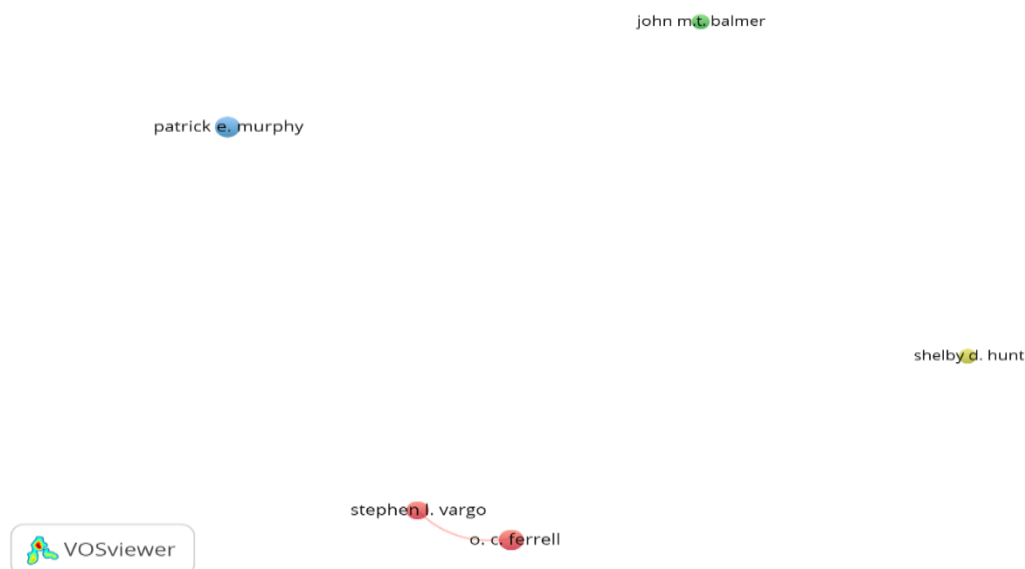 john m.t. balmer
patrick e. murphy
shelby d. hunt
stephen l. vargo
o. c. ferrell
VOSviewer